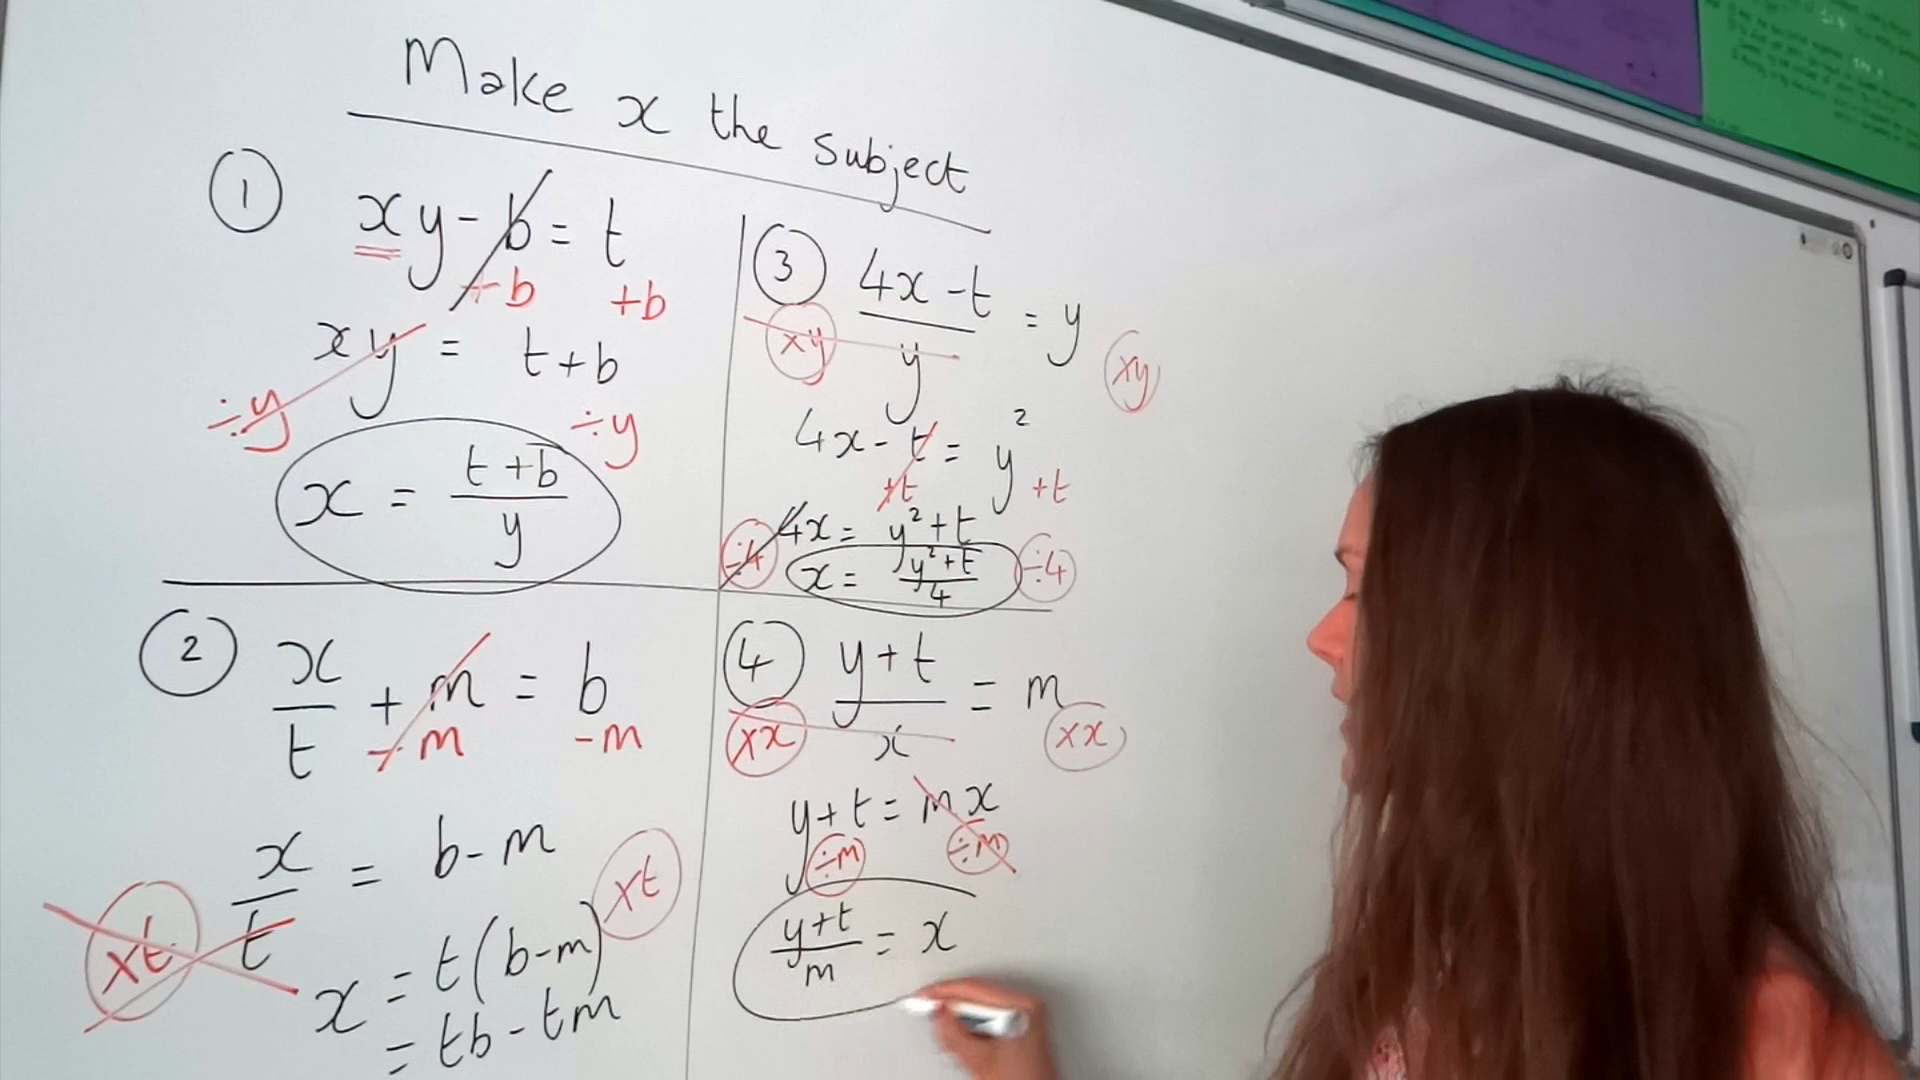 Make x the subject
① xy - b = t
+b +b
xy = t + b
÷y ÷y
x = (t + b)/y
② x/t + m = b
-m -m
x/t = b - m
xt xt
x = t(b - m)
= tb - tm
③ (4x - t)/y = y
xy xy
4x - t = y²
+t +t
4x = y² + t
÷4 ÷4
x = (y² + t)/4
④ (y + t)/x = m
xx xx
y + t = mx
÷m ÷m
(y + t)/m = x